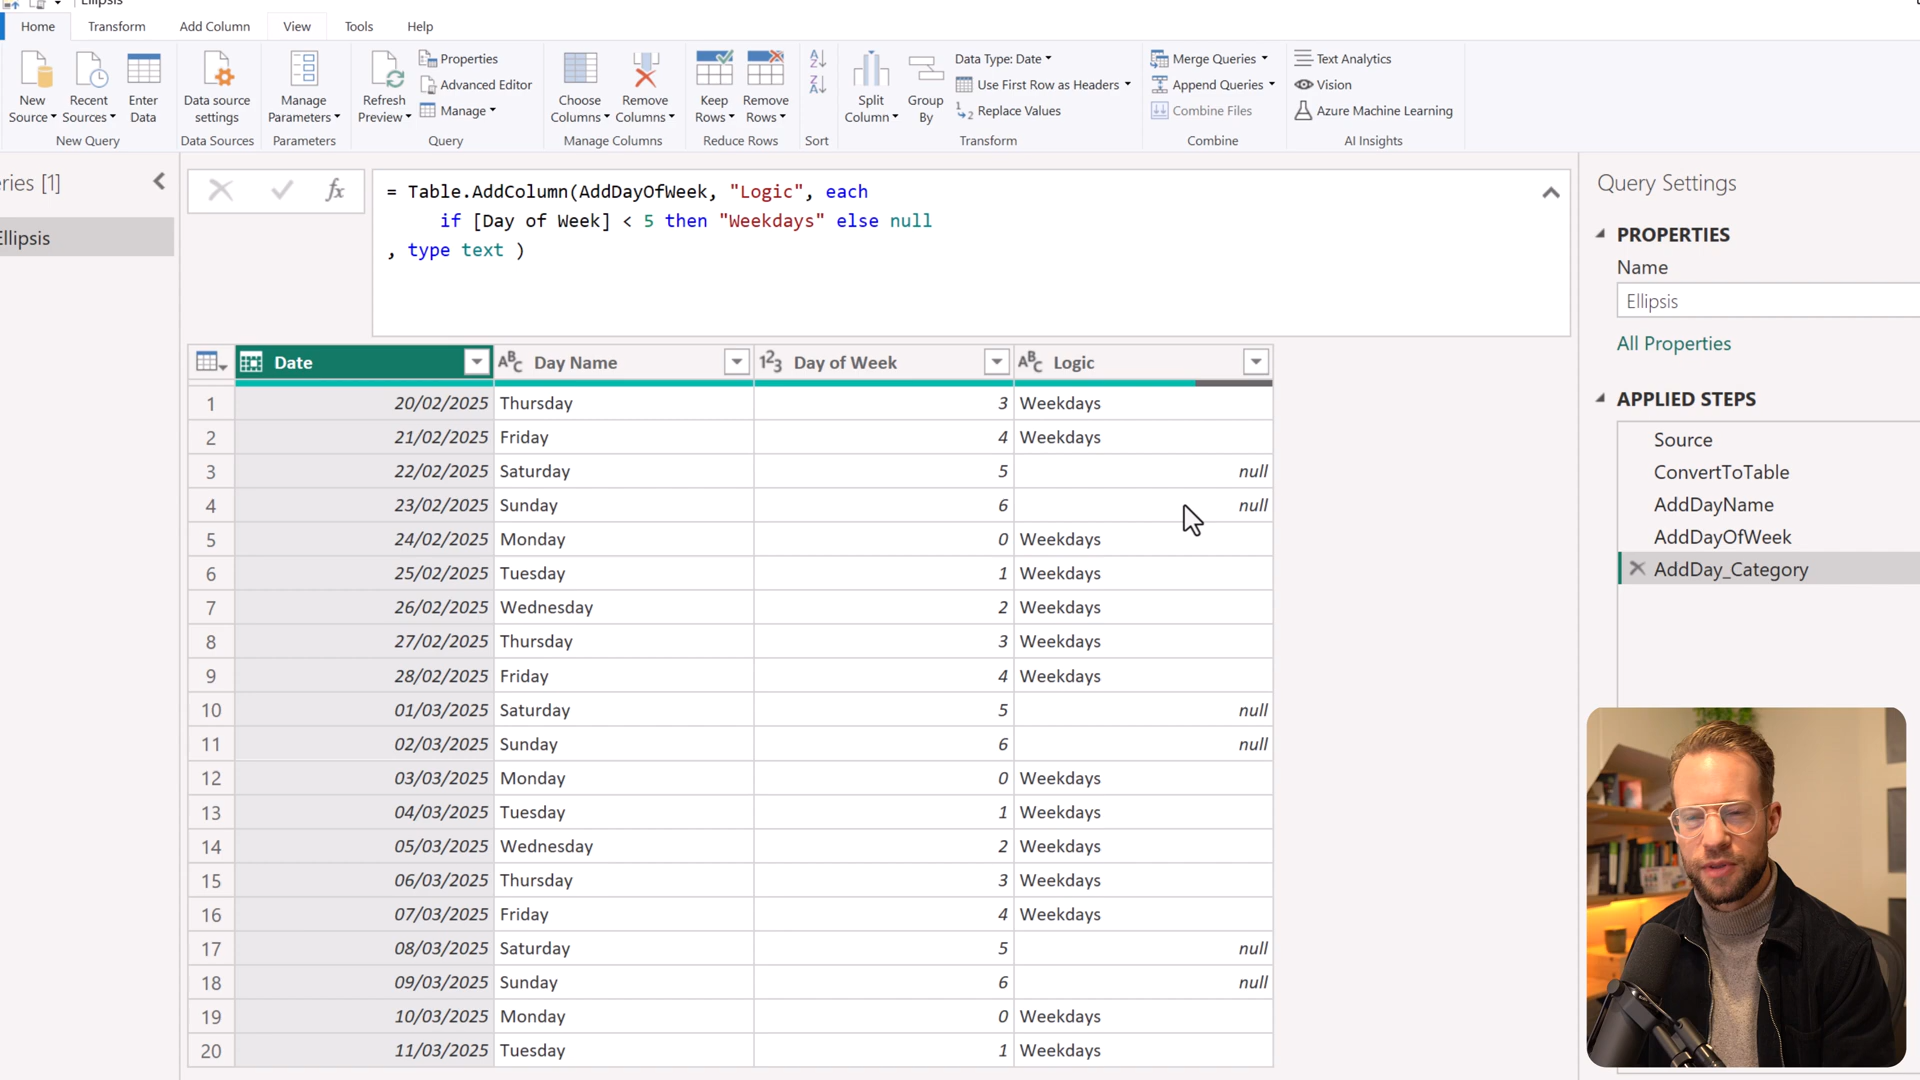 Ellipsis
Home Transform Add Column View Tools Help
New Source Recent Sources Enter Data Data source settings Manage Parameters Refresh Preview Properties Advanced Editor Manage Choose Columns Remove Columns Keep Rows Remove Rows Split Column Group By Data Type: Date Use First Row as Headers Replace Values Merge Queries Append Queries Combine Files Text Analytics Vision Azure Machine Learning
New Query Data Sources Parameters Query Manage Columns Reduce Rows Sort Transform Combine AI Insights
eries [1]
Ellipsis
fx
= Table.AddColumn(AddDayOfWeek, "Logic", each
if [Day of Week] < 5 then "Weekdays" else null
, type text )
Date Day Name Day of Week Logic
1 20/02/2025 Thursday 3 Weekdays
2 21/02/2025 Friday 4 Weekdays
3 22/02/2025 Saturday 5 null
4 23/02/2025 Sunday 6 null
5 24/02/2025 Monday 0 Weekdays
6 25/02/2025 Tuesday 1 Weekdays
7 26/02/2025 Wednesday 2 Weekdays
8 27/02/2025 Thursday 3 Weekdays
9 28/02/2025 Friday 4 Weekdays
10 01/03/2025 Saturday 5 null
11 02/03/2025 Sunday 6 null
12 03/03/2025 Monday 0 Weekdays
13 04/03/2025 Tuesday 1 Weekdays
14 05/03/2025 Wednesday 2 Weekdays
15 06/03/2025 Thursday 3 Weekdays
16 07/03/2025 Friday 4 Weekdays
17 08/03/2025 Saturday 5 null
18 09/03/2025 Sunday 6 null
19 10/03/2025 Monday 0 Weekdays
20 11/03/2025 Tuesday 1 Weekdays
Query Settings
PROPERTIES
Name
Ellipsis
All Properties
APPLIED STEPS
Source
ConvertToTable
AddDayName
AddDayOfWeek
AddDay_Category